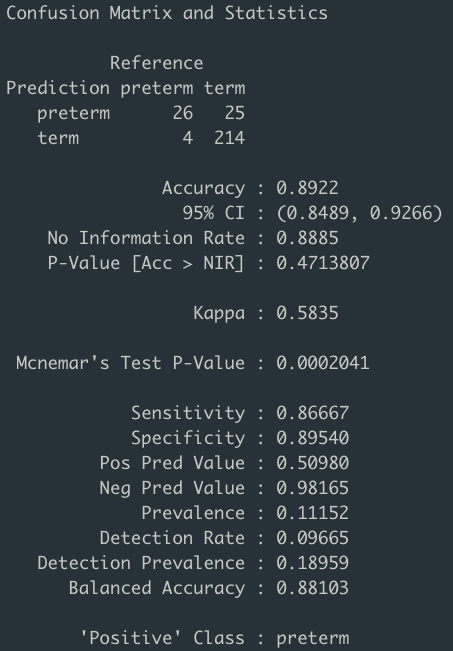 Confusion Matrix and Statistics
Reference
Prediction preterm term
preterm 26 25
term 4 214
Accuracy : 0.8922
95% CI : (0.8489, 0.9266)
No Information Rate : 0.8885
P-Value [Acc > NIR] : 0.4713807
Kappa : 0.5835
Mcnemar's Test P-Value : 0.0002041
Sensitivity : 0.86667
Specificity : 0.89540
Pos Pred Value : 0.50980
Neg Pred Value : 0.98165
Prevalence : 0.11152
Detection Rate : 0.09665
Detection Prevalence : 0.18959
Balanced Accuracy : 0.88103
'Positive' Class : preterm